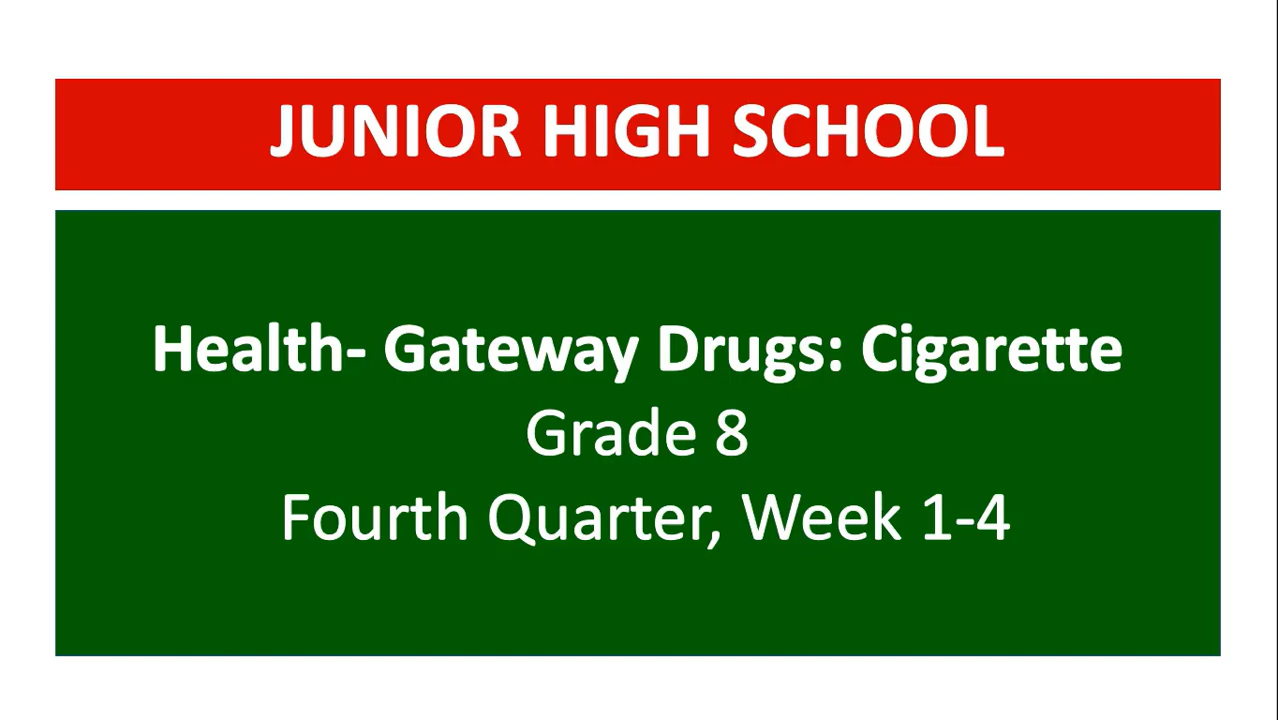 JUNIOR HIGH SCHOOL
Health- Gateway Drugs: Cigarette
Grade 8
Fourth Quarter, Week 1-4